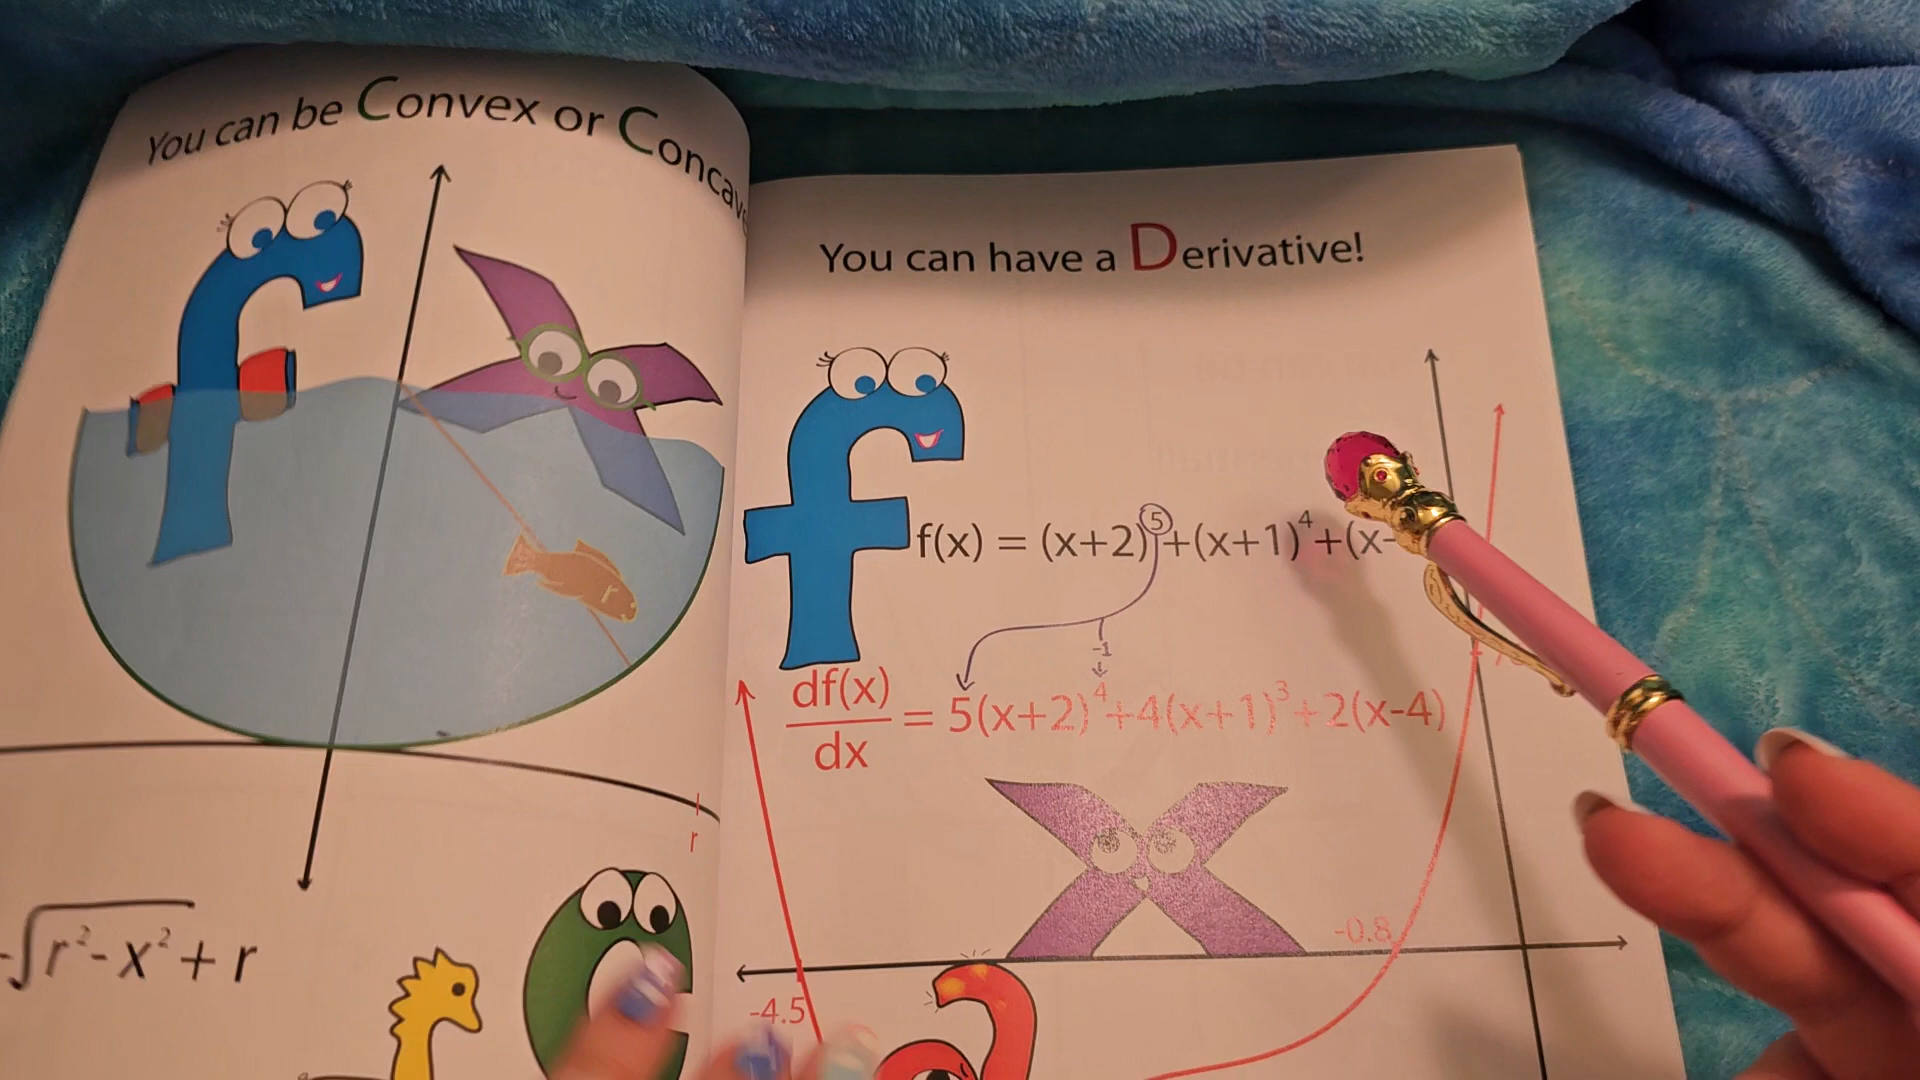 You can be Convex or Concave
r
r
-√r²-x²+r
You can have a Derivative!
f(x) = (x+2)⁵+(x+1)⁴+(x-
-1
df(x)/dx = 5(x+2)⁴+4(x+1)³+2(x-4)
-0.8
-4.5